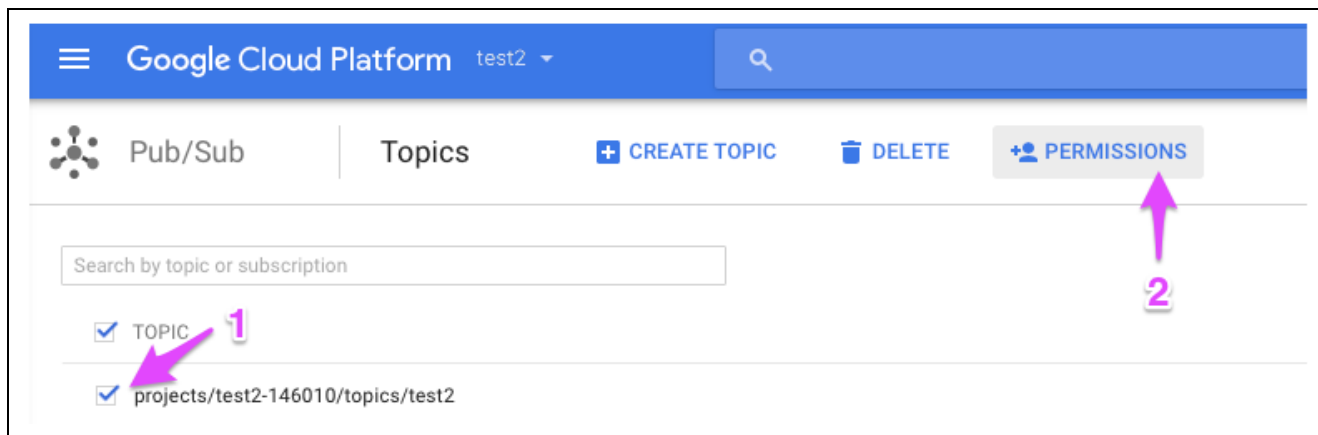 Google Cloud Platform test2
Pub/Sub Topics CREATE TOPIC DELETE PERMISSIONS
Search by topic or subscription
2
TOPIC 1
projects/test2-146010/topics/test2